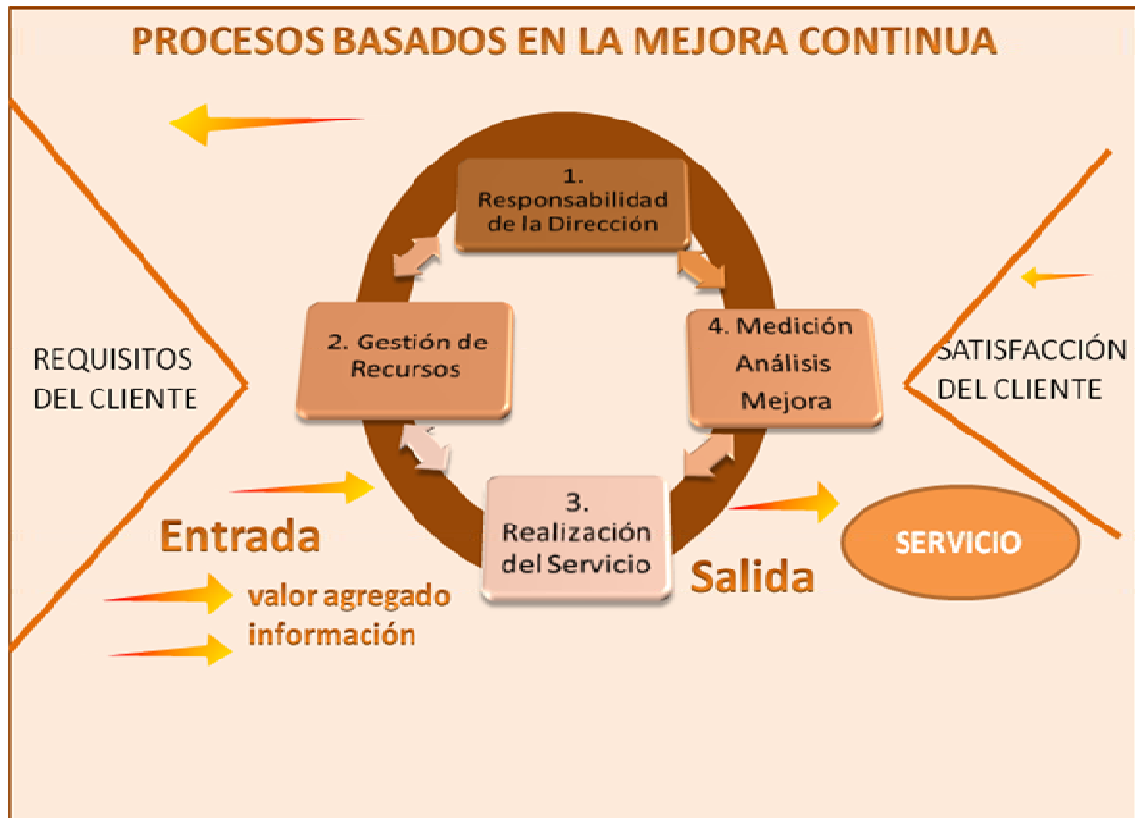 PROCESOS BASADOS EN LA MEJORA CONTINUA
1.
Responsabilidad
de la Dirección
2. Gestión de
Recursos
4. Medición
Análisis
Mejora
REQUISITOS
DEL CLIENTE
SATISFACCIÓN
DEL CLIENTE
3.
Realización
del Servicio
Entrada
Salida
SERVICIO
valor agregado
información